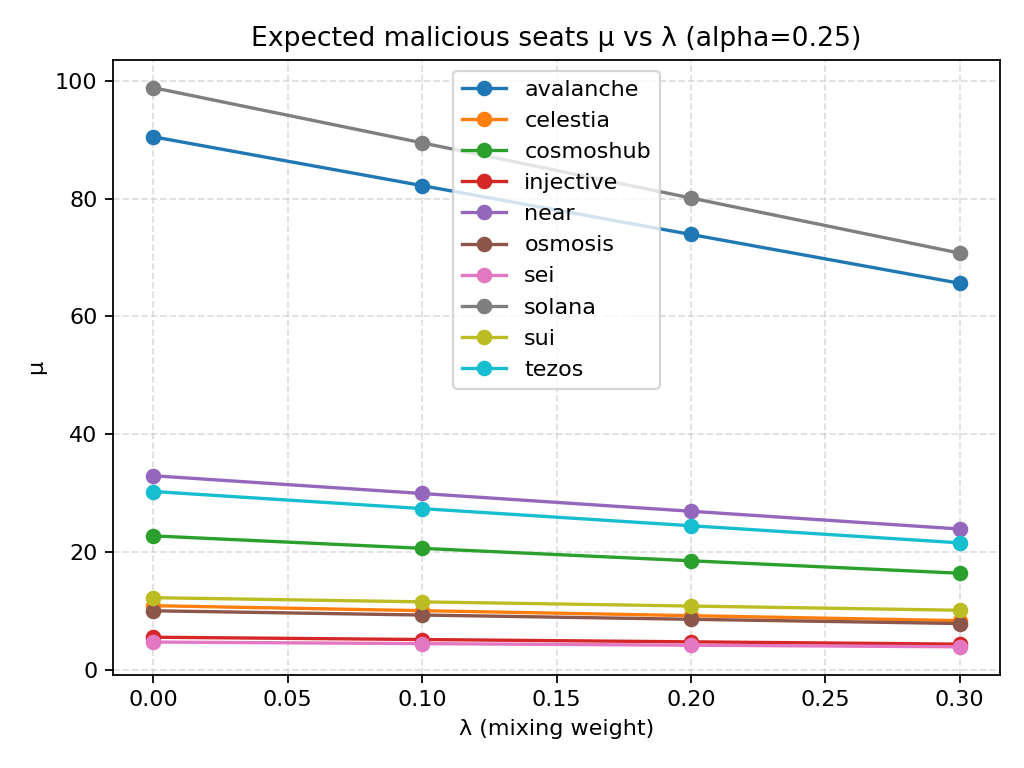 Expected malicious seats μ vs λ (alpha=0.25)
100
80
60
40
20
0
μ
avalanche
celestia
cosmoshub
injective
near
osmosis
sei
solana
sui
tezos
0.00 0.05 0.10 0.15 0.20 0.25 0.30
λ (mixing weight)